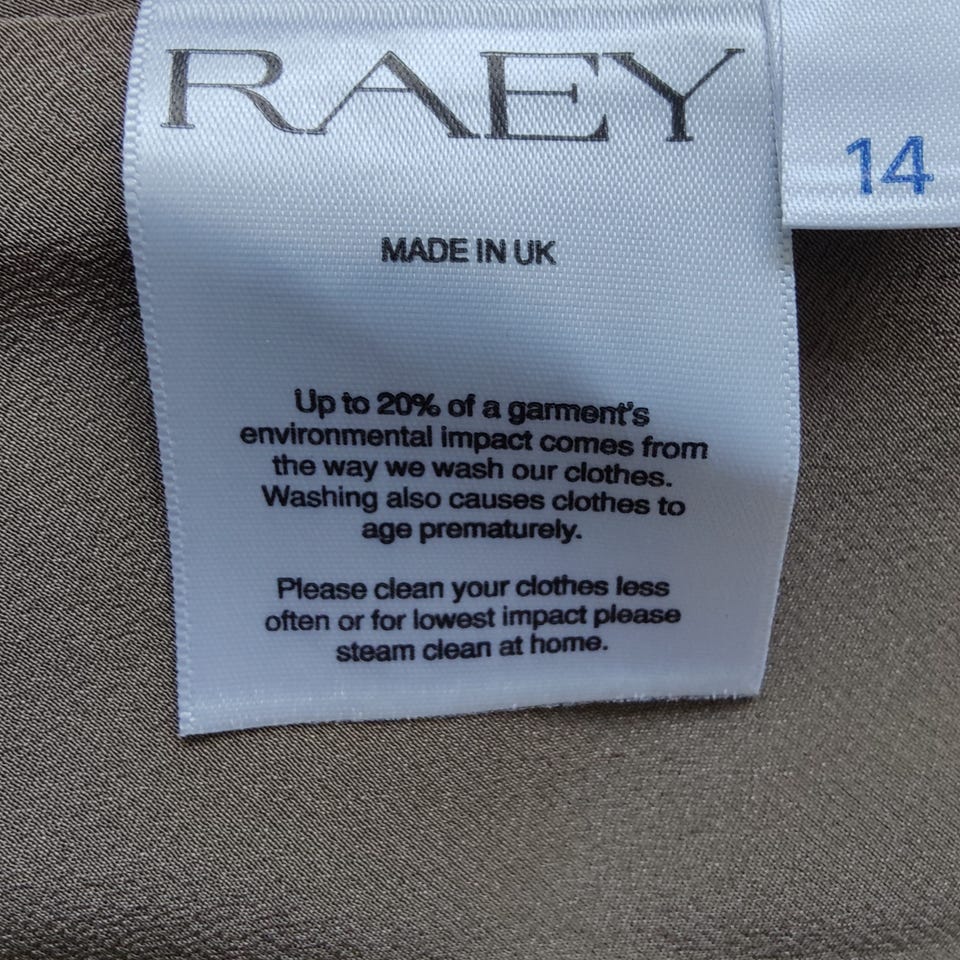 RAEY
14
MADE IN UK
Up to 20% of a garment's
environmental impact comes from
the way we wash our clothes.
Washing also causes clothes to
age prematurely.
Please clean your clothes less
often or for lowest impact please
steam clean at home.